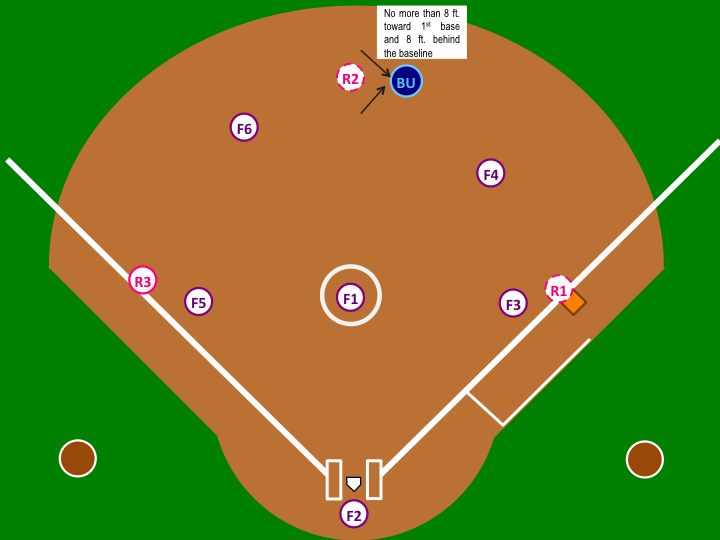 No more than 8 ft.
toward 1st base
and 8 ft. behind
the baseline
R2
BU
F6
F4
R3
F5
F1
F3
R1
F2